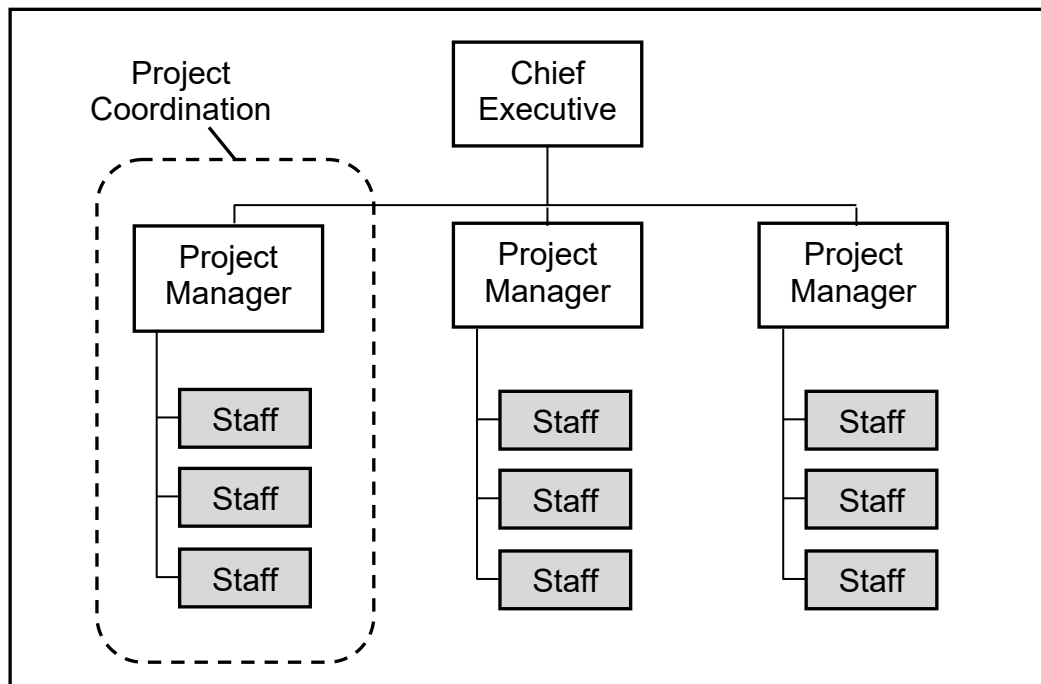 Project
Coordination
Chief
Executive
Project
Manager
Project
Manager
Project
Manager
Staff
Staff
Staff
Staff
Staff
Staff
Staff
Staff
Staff